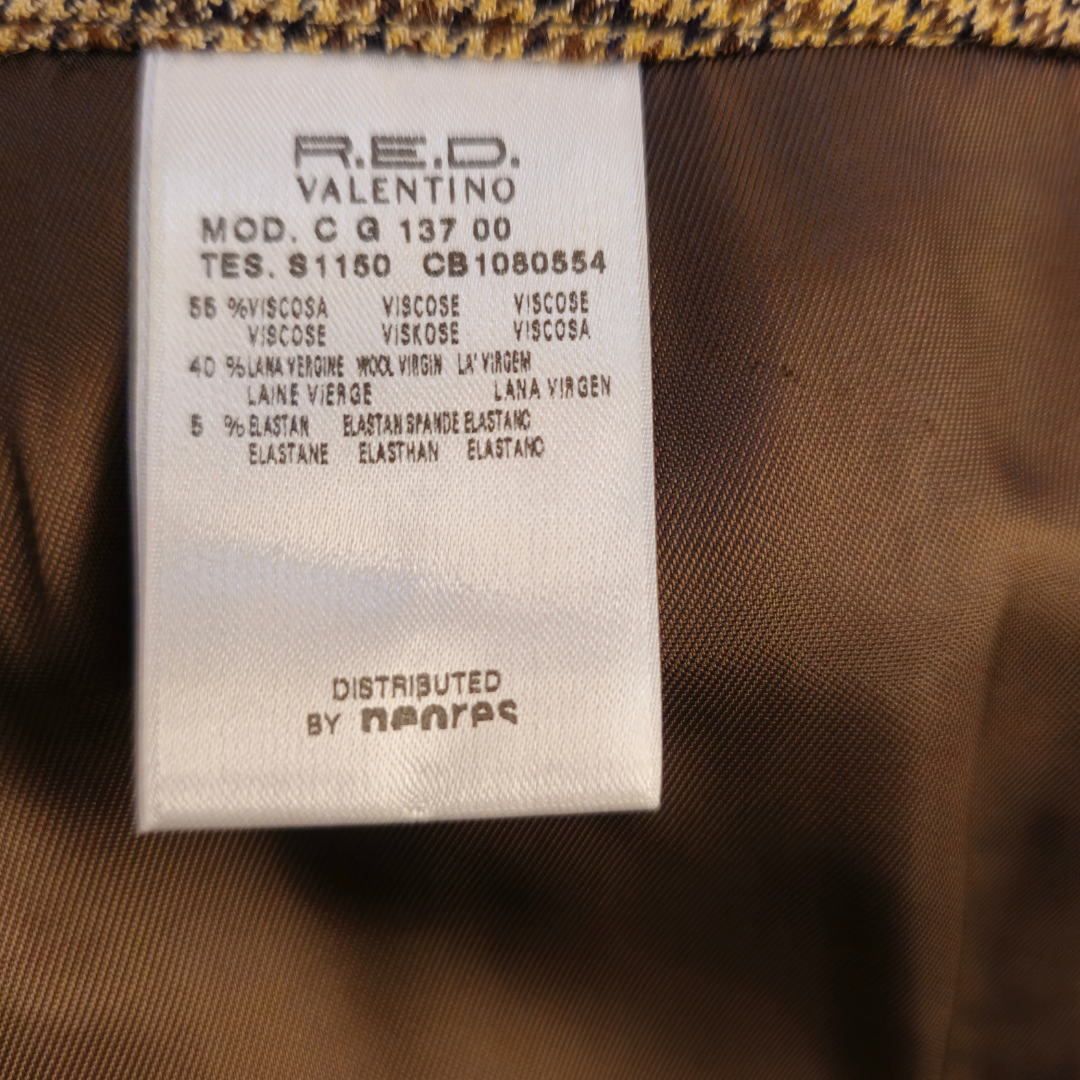 R.E.D.
VALENTINO
MOD. C G 137 00
TES. S1150 CB1080554
55 %VISCOSA VISCOSE VISCOSE
VISCOSE VISKOSE VISCOSA
40 %LANA VERGINE WOOL VIRGIN LA' VIRGEM
LAINE VIERGE LANA VIRGEN
5 %ELASTAN ELASTAN SPANDE ELASTANO
ELASTANE ELASTHAN ELASTANO
DISTRIBUTED
BY neores